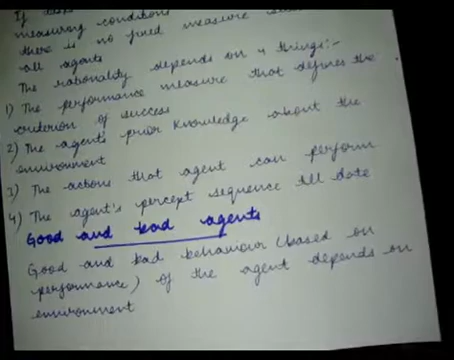 If
measuring conditions
there is no fixed measure
all agents
The rationality depends on 4 things:-
1) The performance measure that defines the
criterion of success
2) The agent's prior knowledge about the
environment
3) The actions that agent can perform
4) The agent's percept sequence till date
Good and bad agents
Good and bad behaviour (based on
performance) of the agent depends on
environment